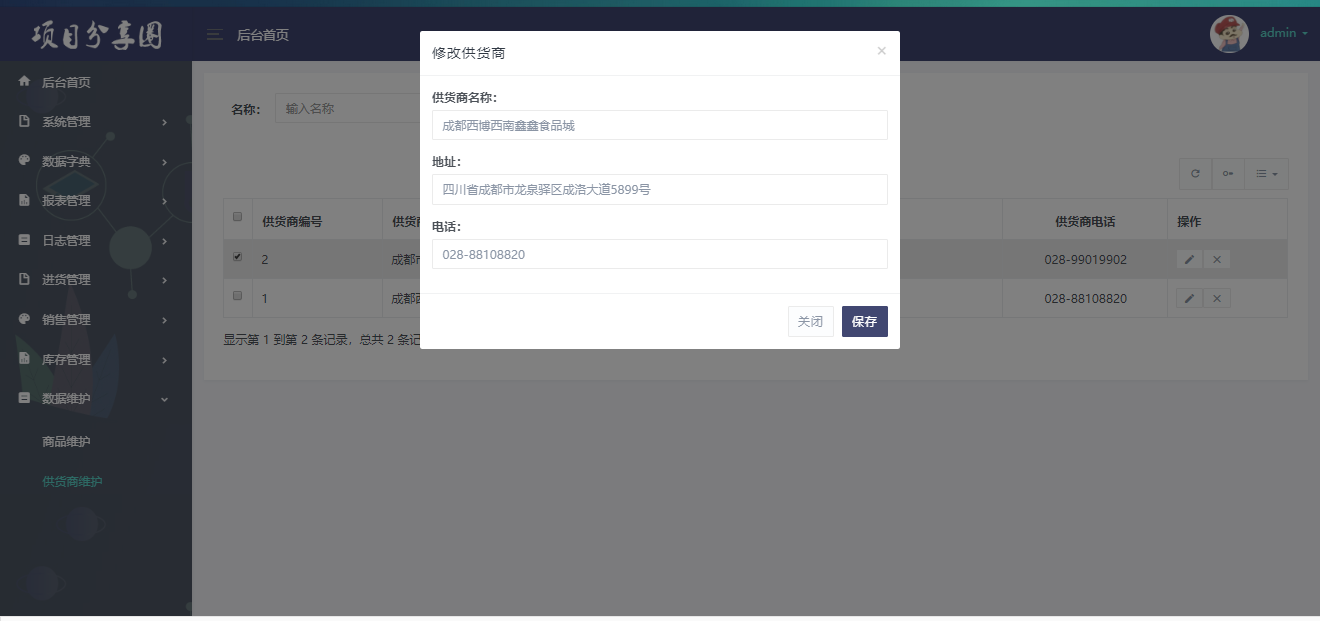 项目分享圈
后台首页
admin
后台首页
系统管理
数据字典
报表管理
日志管理
进货管理
销售管理
库存管理
数据维护
商品维护
供货商维护
名称：
输入名称
供货商编号
供货商
供货商电话
操作
2
成都市
028-99019902
1
成都西
028-88108820
显示第 1 到第 2 条记录，总共 2 条记
修改供货商
×
供货商名称：
成都西博西南鑫鑫食品城
地址：
四川省成都市龙泉驿区成洛大道5899号
电话：
028-88108820
关闭
保存